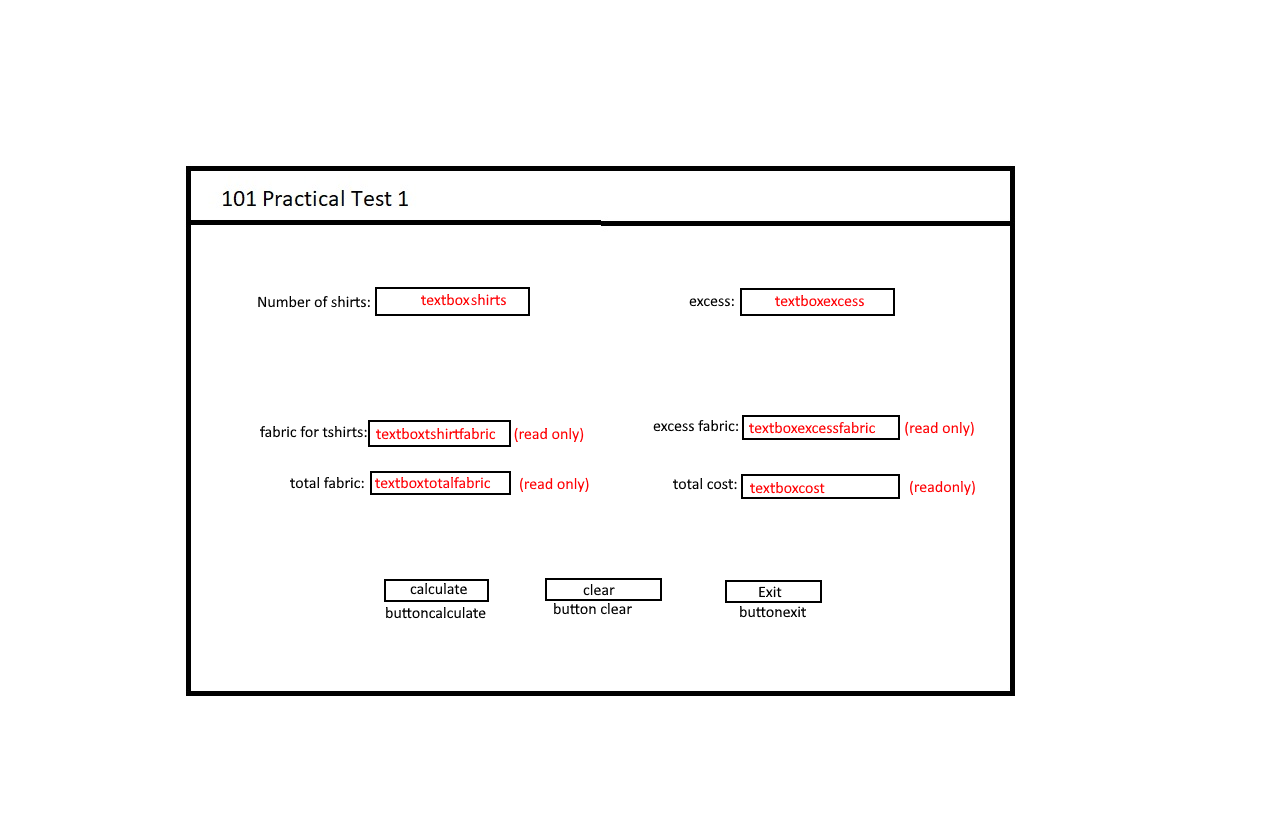 101 Practical Test 1
Number of shirts: textboxshirts excess: textboxexcess
fabric for tshirts: textboxtshirtfabric (read only) excess fabric: textboxexcessfabric (read only)
total fabric: textboxtotalfabric (read only) total cost: textboxcost (readonly)
calculate clear Exit
buttoncalculate button clear buttonexit